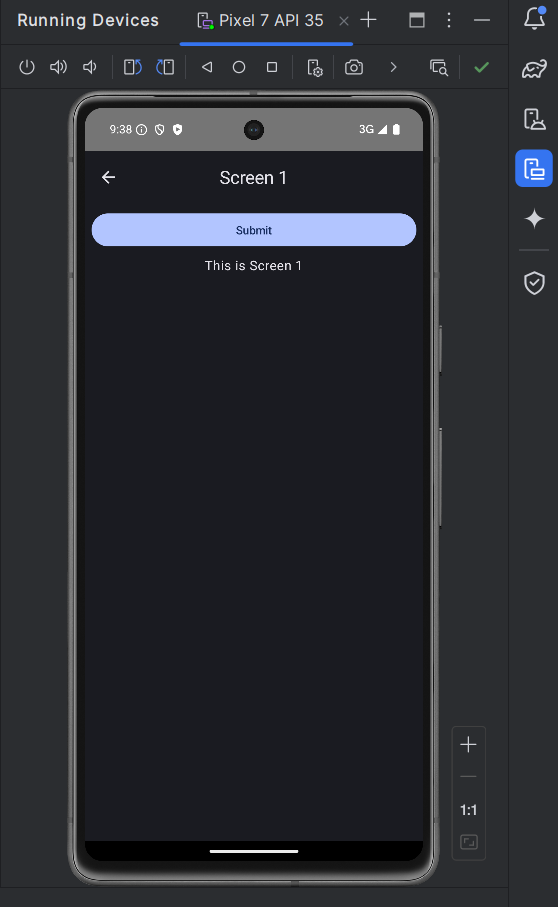 Running Devices
Pixel 7 API 35
9:38
3G
Screen 1
Submit
This is Screen 1
1:1